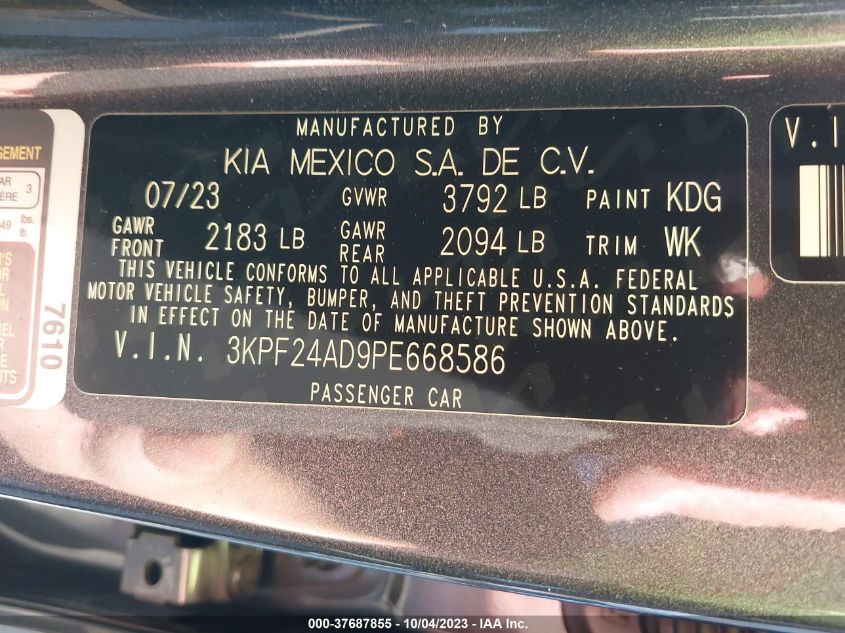 MANUFACTURED BY
KIA MEXICO S.A. DE C.V.
07/23 GVWR 3792 LB PAINT KDG
GAWR FRONT 2183 LB GAWR REAR 2094 LB TRIM WK
THIS VEHICLE CONFORMS TO ALL APPLICABLE U.S.A. FEDERAL
MOTOR VEHICLE SAFETY, BUMPER, AND THEFT PREVENTION STANDARDS
IN EFFECT ON THE DATE OF MANUFACTURE SHOWN ABOVE.
V.I.N. 3KPF24AD9PE668586
PASSENGER CAR
7610
3
lbs.
V.I
000-37687855 - 10/04/2023 - IAA Inc.